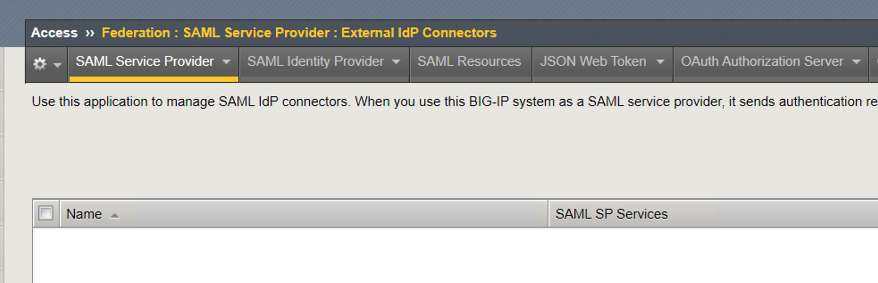 Access ›› Federation : SAML Service Provider : External IdP Connectors
SAML Service Provider SAML Identity Provider SAML Resources JSON Web Token OAuth Authorization Server
Use this application to manage SAML IdP connectors. When you use this BIG-IP system as a SAML service provider, it sends authentication re
Name SAML SP Services